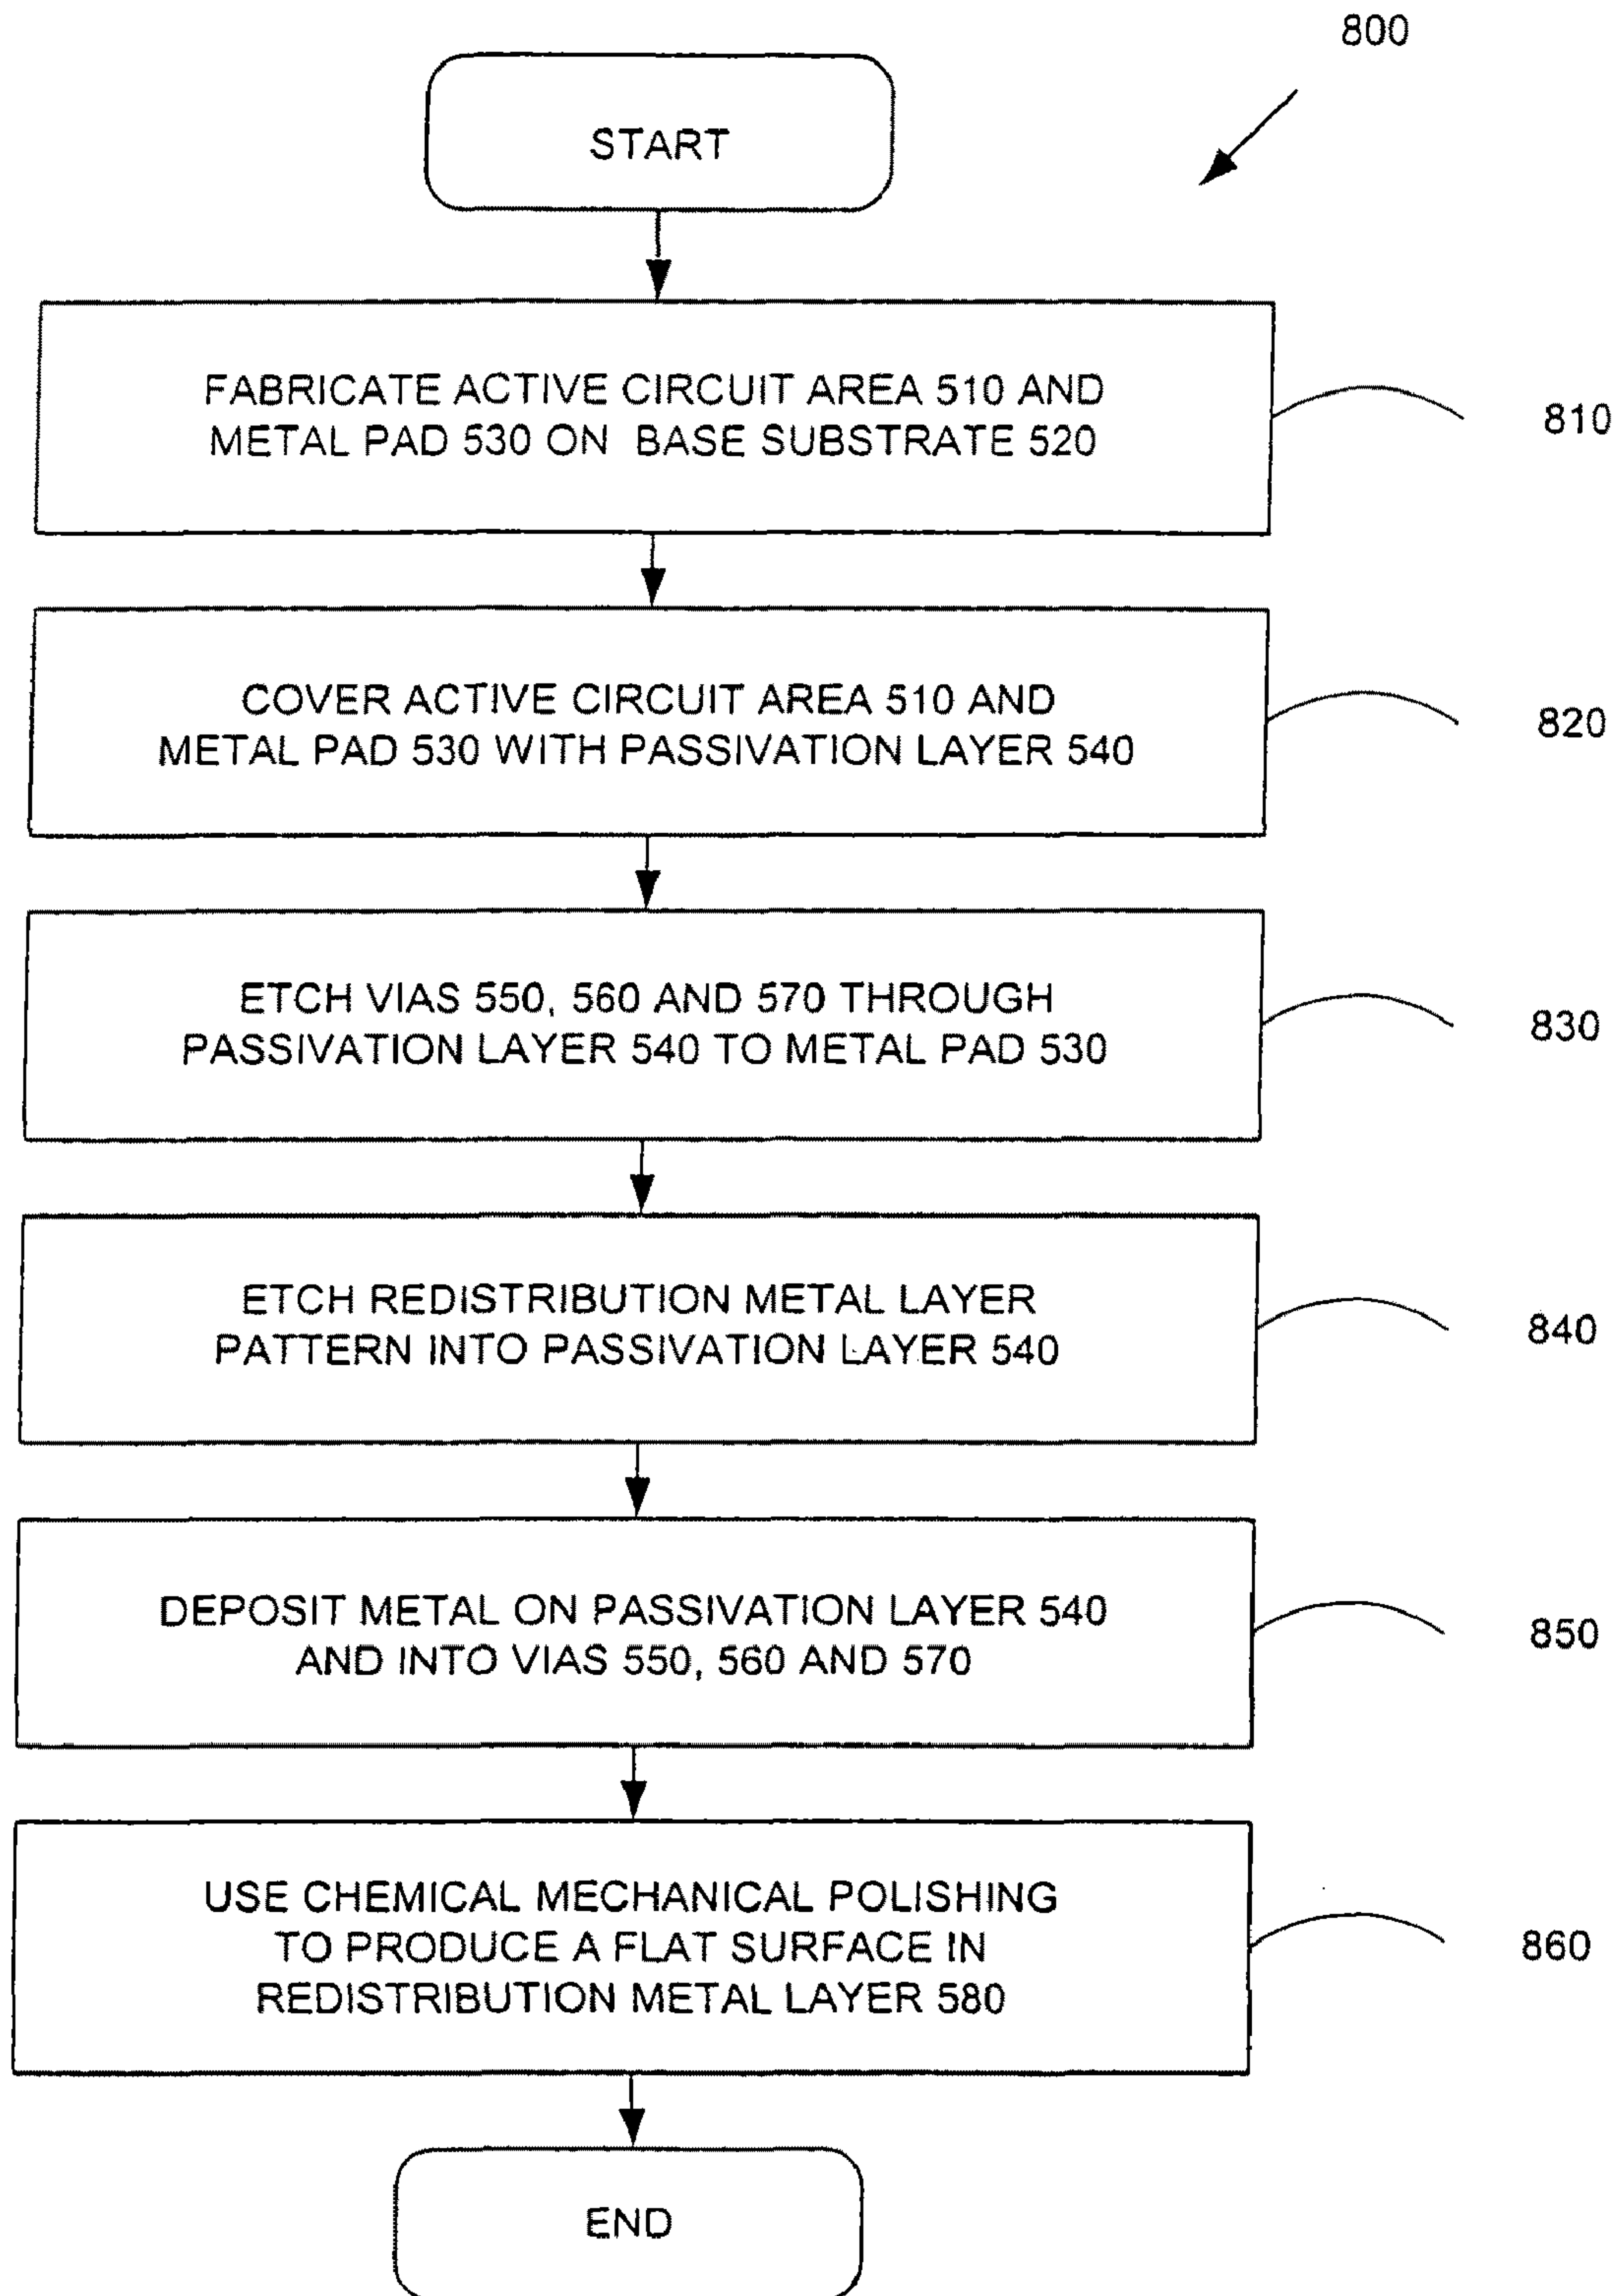 800
START
FABRICATE ACTIVE CIRCUIT AREA 510 AND
METAL PAD 530 ON BASE SUBSTRATE 520
810
COVER ACTIVE CIRCUIT AREA 510 AND
METAL PAD 530 WITH PASSIVATION LAYER 540
820
ETCH VIAS 550, 560 AND 570 THROUGH
PASSIVATION LAYER 540 TO METAL PAD 530
830
ETCH REDISTRIBUTION METAL LAYER
PATTERN INTO PASSIVATION LAYER 540
840
DEPOSIT METAL ON PASSIVATION LAYER 540
AND INTO VIAS 550, 560 AND 570
850
USE CHEMICAL MECHANICAL POLISHING
TO PRODUCE A FLAT SURFACE IN
REDISTRIBUTION METAL LAYER 580
860
END